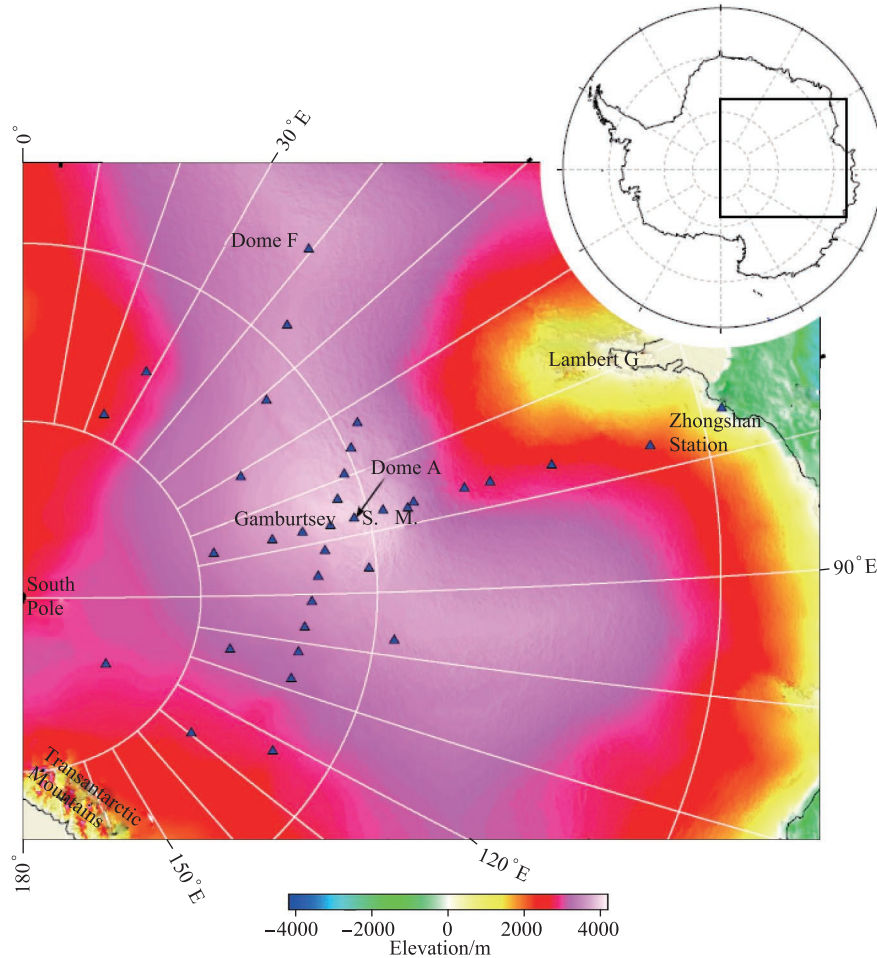 0°
30°E
Dome F
Lambert G
Zhongshan
Station
Dome A
Gamburtsev S. M.
90°E
South
Pole
Transantarctic
Mountains
180°
150°E
120°E
−4000 −2000 0 2000 4000
Elevation/m